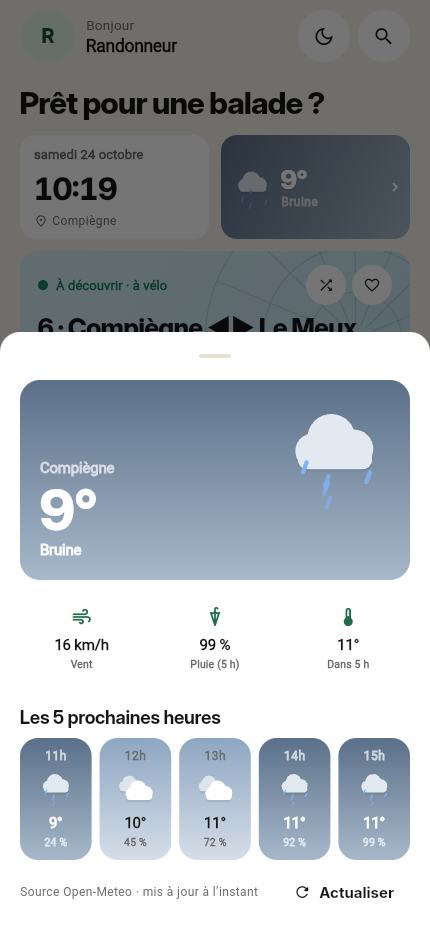 R
Bonjour
Randonneur
Prêt pour une balade ?
samedi 24 octobre
10:19
Compiègne
9°
Bruine
À découvrir · à vélo
6 : Compiègne ◀▶ Le Meux
Compiègne
9°
Bruine
16 km/h
Vent
99 %
Pluie (5 h)
11°
Dans 5 h
Les 5 prochaines heures
11h
9°
24 %
12h
10°
45 %
13h
11°
72 %
14h
11°
92 %
15h
11°
99 %
Source Open-Meteo · mis à jour à l'instant
Actualiser